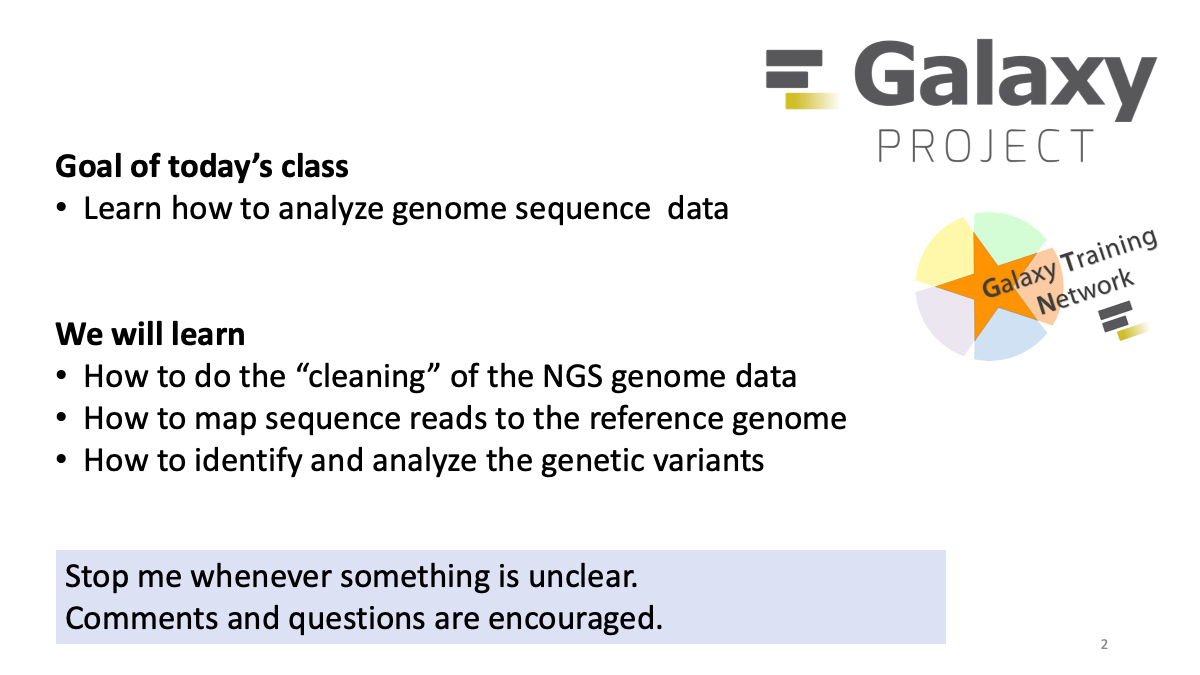 Galaxy
PROJECT
Goal of today’s class
• Learn how to analyze genome sequence  data
Galaxy Training
Network
We will learn
• How to do the “cleaning” of the NGS genome data
• How to map sequence reads to the reference genome
• How to identify and analyze the genetic variants
Stop me whenever something is unclear.
Comments and questions are encouraged.
2